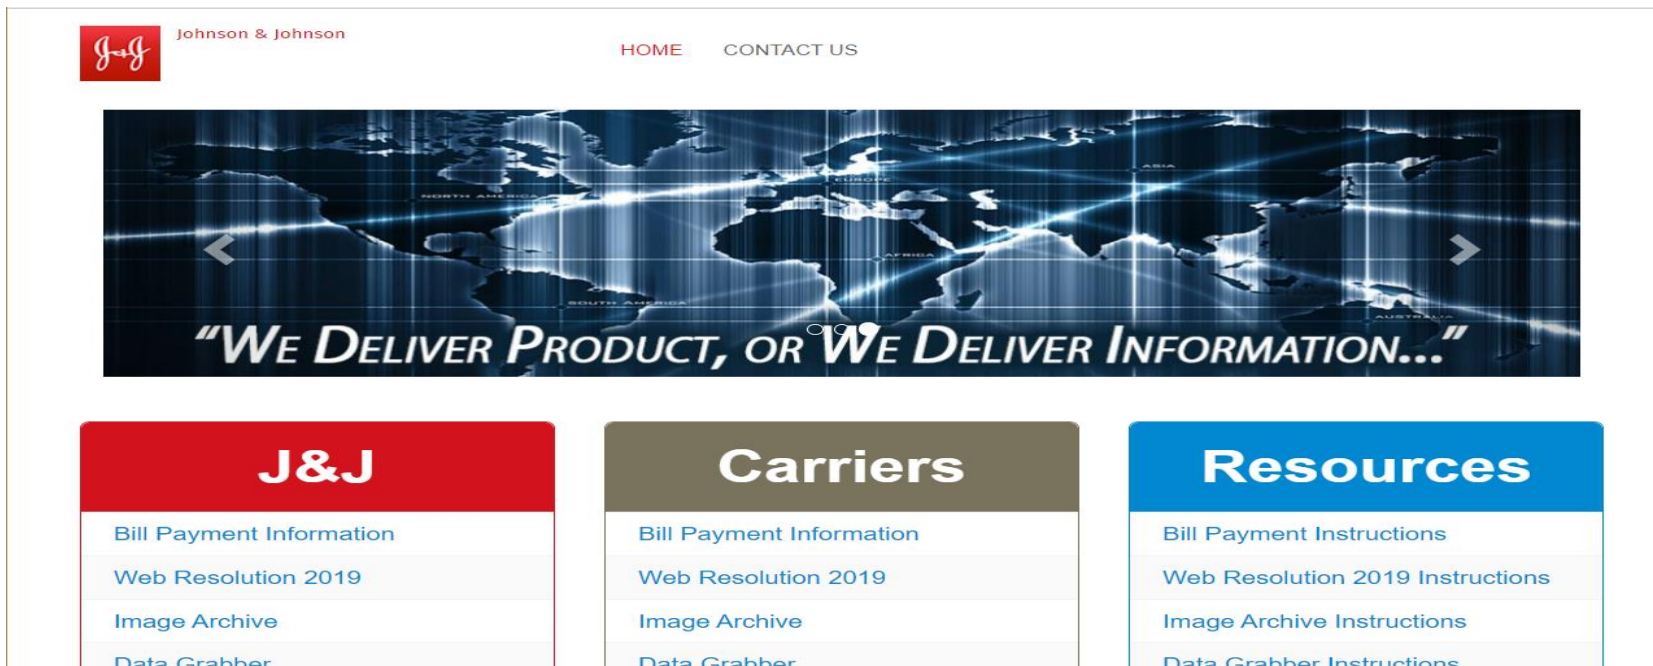 J&J
Johnson & Johnson
HOME
CONTACT US
NORTH AMERICA
EUROPE
ASIA
AFRICA
SOUTH AMERICA
AUSTRALIA
“WE DELIVER PRODUCT, OR WE DELIVER INFORMATION...”
J&J
Bill Payment Information
Web Resolution 2019
Image Archive
Data Grabber
Carriers
Bill Payment Information
Web Resolution 2019
Image Archive
Data Grabber
Resources
Bill Payment Instructions
Web Resolution 2019 Instructions
Image Archive Instructions
Data Grabber Instructions